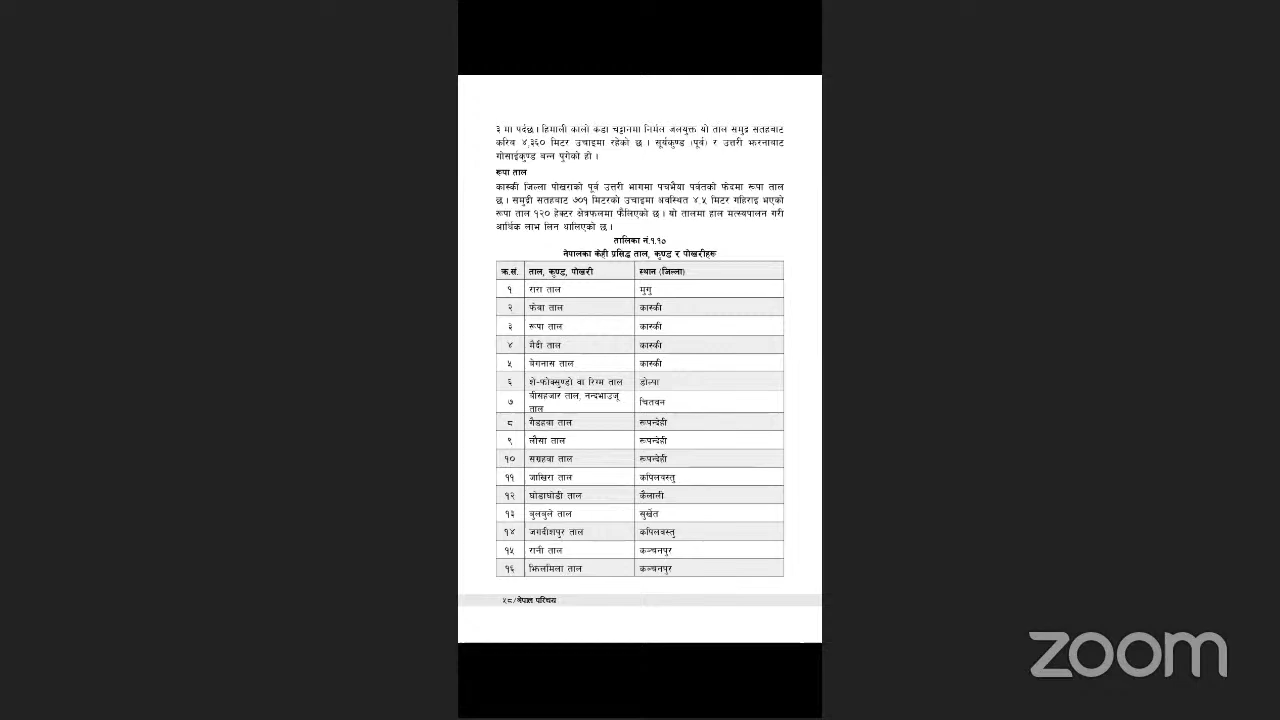 ३ मा पर्दछ । हिमाली कालो कडा चट्टानमा निर्मल जलयुक्त यो ताल समुद्र सतहबाट
करिव ४,३६० मिटर उचाइमा रहेको छ । सूर्यकुण्ड (पूर्व) र उत्तरी झरनाबाट
गोसाईंकुण्ड बन्न पुगेको हो ।
रूपा ताल
कास्की जिल्ला पोखराको पूर्व उत्तरी भागमा पचभैया पर्वतको फेदमा रूपा ताल
छ । समुद्री सतहबाट ७०१ मिटरको उचाइमा अवस्थित ४.५ मिटर गहिराइ भएको
रूपा ताल १२० हेक्टर क्षेत्रफलमा फैलिएको छ । यो तालमा हाल मत्स्यपालन गरी
आर्थिक लाभ लिन थालिएको छ ।
तालिका नं.१.१७
नेपालका केही प्रसिद्ध ताल, कुण्ड र पोखरीहरू
क्र.सं. ताल, कुण्ड, पोखरी स्थान (जिल्ला)
१ रारा ताल मुगु
२ फेवा ताल कास्की
३ रूपा ताल कास्की
४ मैदी ताल कास्की
५ बेगनास ताल कास्की
६ शे-फोक्सुण्डो वा रिग्म ताल डोल्पा
७ बीसहजार ताल, नन्दभाउजू ताल चितवन
८ गैडहवा ताल रूपन्देही
९ लौसा ताल रूपन्देही
१० सग्रहवा ताल रूपन्देही
११ जाखिरा ताल कपिलवस्तु
१२ घोडाघोडी ताल कैलाली
१३ बुलबुले ताल सुर्खेत
१४ जगदीशपुर ताल कपिलवस्तु
१५ रानी ताल कञ्चनपुर
१६ झिलमिला ताल कञ्चनपुर
५८/नेपाल परिचय
zoom